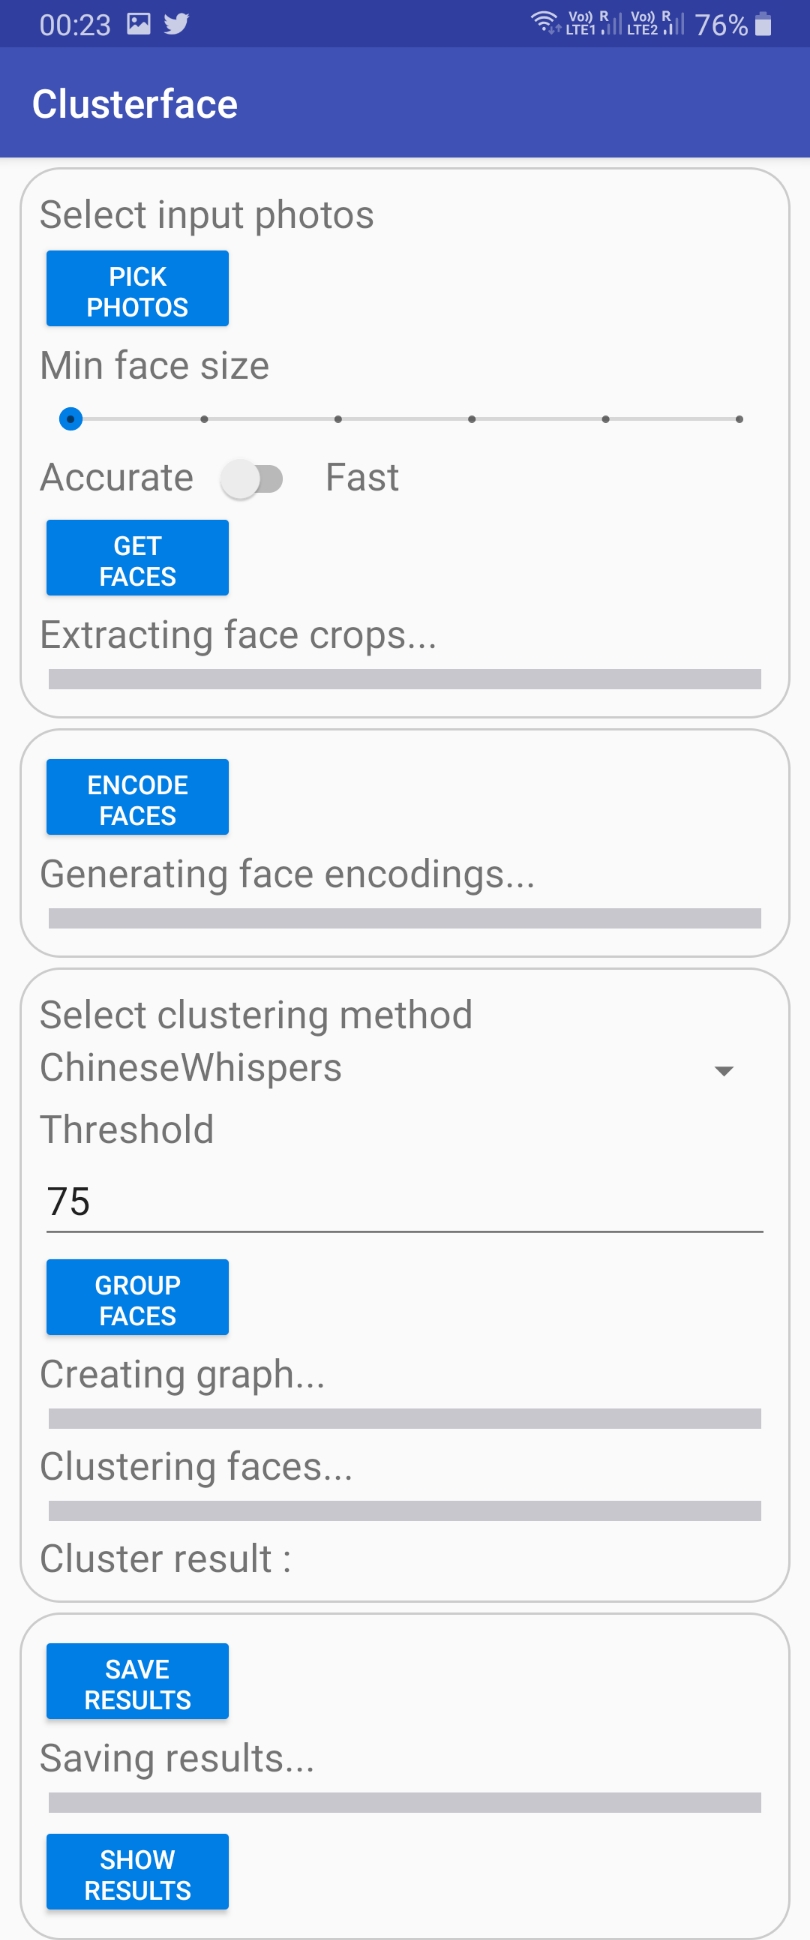 00:23 Vo)) R LTE1 Vo)) R LTE2 76%
Clusterface
Select input photos
PICK
PHOTOS
Min face size
Accurate Fast
GET
FACES
Extracting face crops...
ENCODE
FACES
Generating face encodings...
Select clustering method
ChineseWhispers
Threshold
75
GROUP
FACES
Creating graph...
Clustering faces...
Cluster result :
SAVE
RESULTS
Saving results...
SHOW
RESULTS